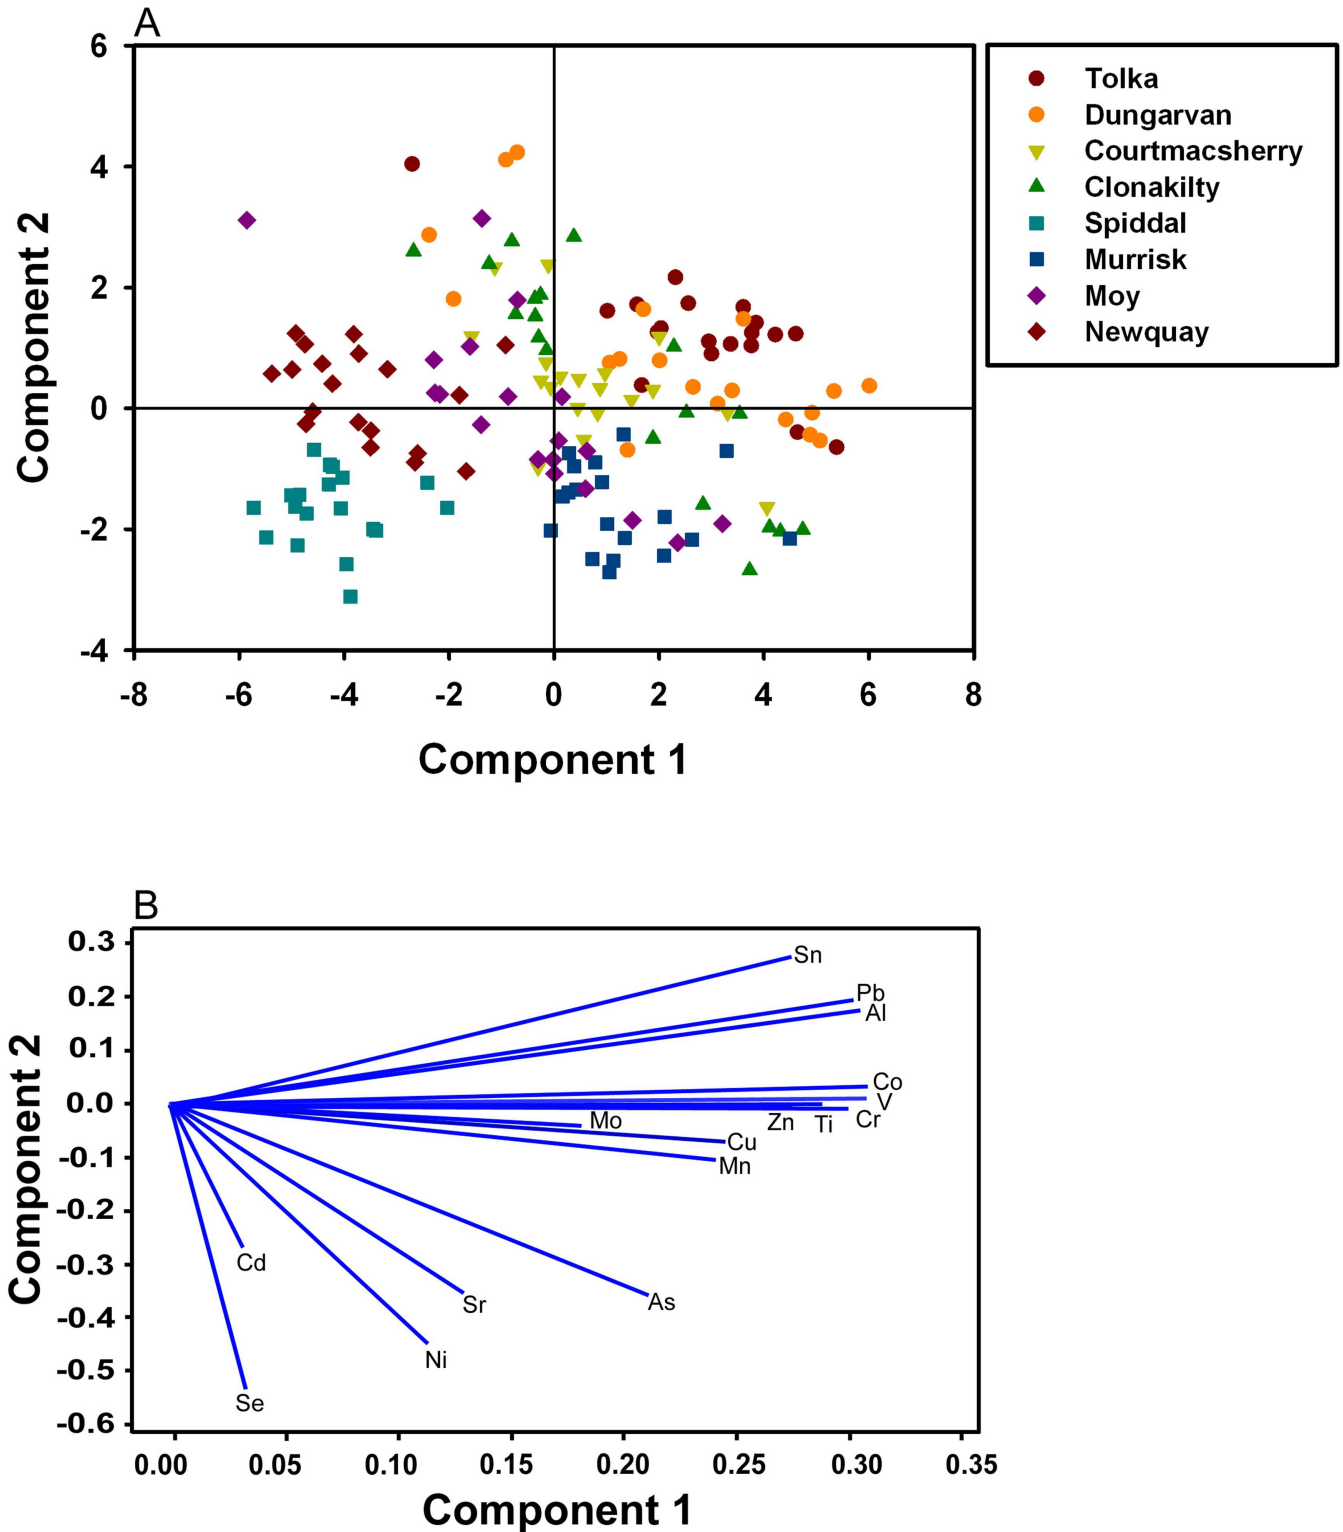 A
6
4
2
0
-2
-4
Component 2
-8 -6 -4 -2 0 2 4 6 8
Component 1
Tolka
Dungarvan
Courtmacsherry
Clonakilty
Spiddal
Murrisk
Moy
Newquay
B
0.3
0.2
0.1
0.0
-0.1
-0.2
-0.3
-0.4
-0.5
-0.6
Component 2
Sn
Pb
Al
Co
V
Cr
Ti
Zn
Mo
Cu
Mn
Cd
Sr
As
Ni
Se
0.00 0.05 0.10 0.15 0.20 0.25 0.30 0.35
Component 1